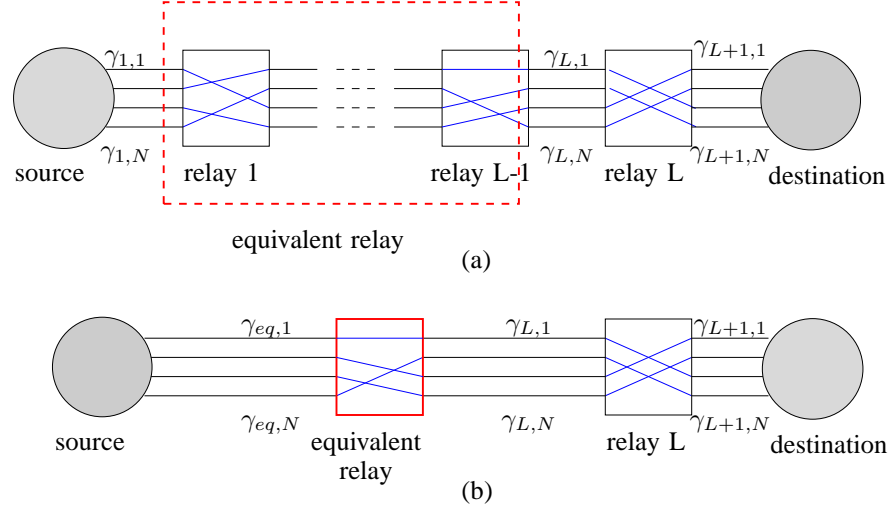 γ1,1
γL,1
γL+1,1
γ1,N
γL,N
γL+1,N
source
relay 1
relay L-1
relay L
destination
equivalent relay
(a)
γeq,1
γL,1
γL+1,1
γeq,N
γL,N
γL+1,N
source
equivalent
relay
relay L
destination
(b)